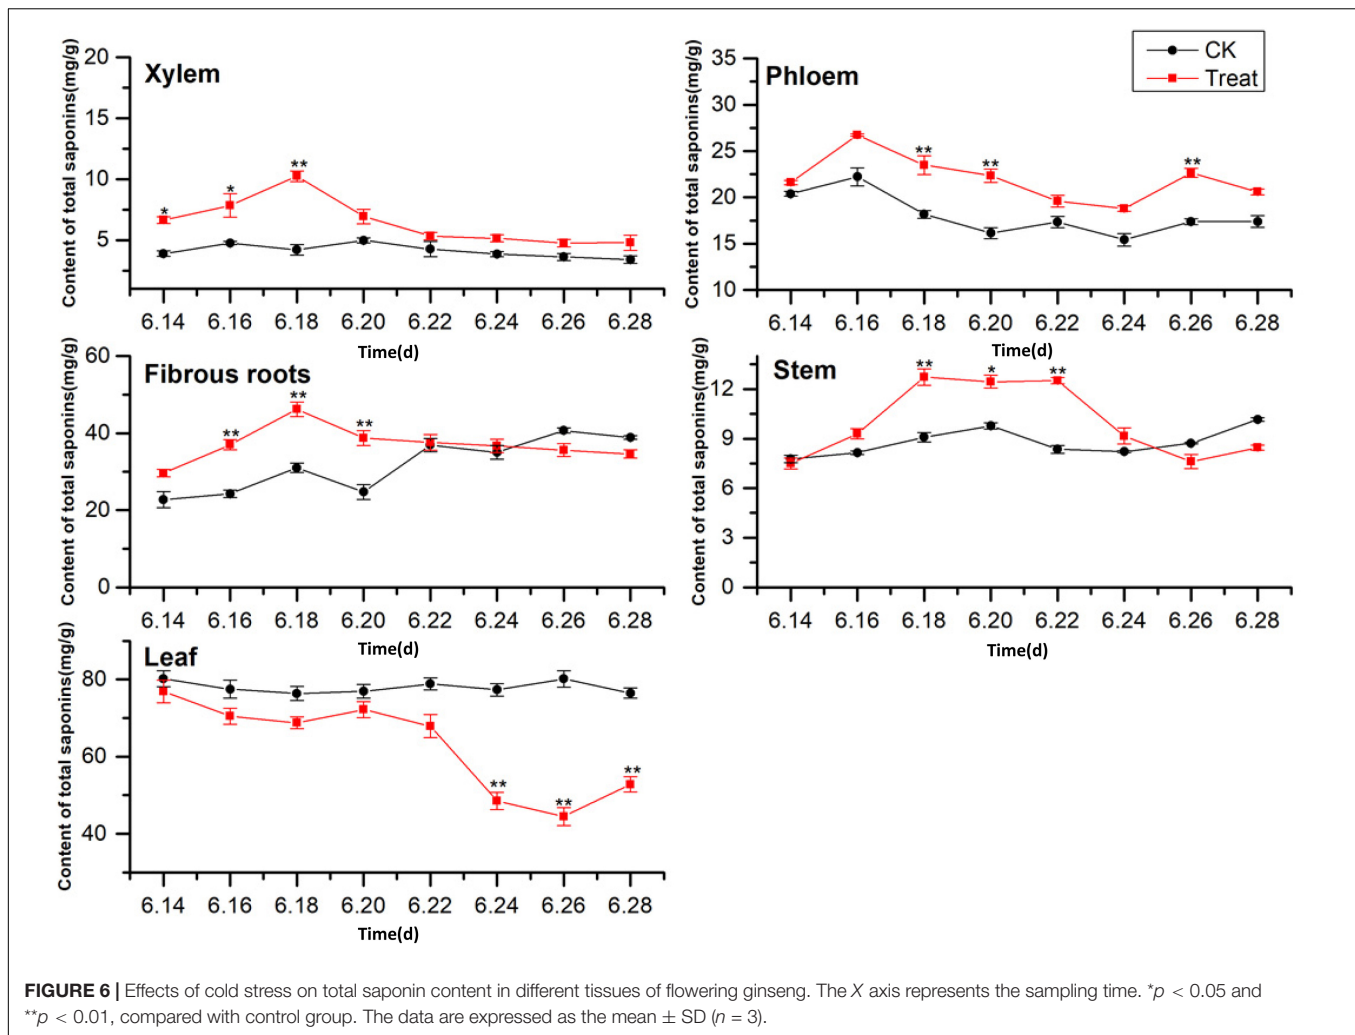 Xylem
Content of total saponins(mg/g)
20
15
10
5
* * **
6.14 6.16 6.18 6.20 6.22 6.24 6.26 6.28
Time(d)
Phloem
CK
Treat
Content of total saponins(mg/g)
35
30
25
20
15
10
** ** **
6.14 6.16 6.18 6.20 6.22 6.24 6.26 6.28
Time(d)
Fibrous roots
Content of total saponins(mg/g)
60
40
20
0
** ** **
6.14 6.16 6.18 6.20 6.22 6.24 6.26 6.28
Time(d)
Stem
Content of total saponins(mg/g)
12
9
6
3
0
** * **
6.14 6.16 6.18 6.20 6.22 6.24 6.26 6.28
Time(d)
Leaf
Content of total saponins(mg/g)
80
60
40
** ** **
6.14 6.16 6.18 6.20 6.22 6.24 6.26 6.28
Time(d)
FIGURE 6 | Effects of cold stress on total saponin content in different tissues of flowering ginseng. The X axis represents the sampling time. *p < 0.05 and
**p < 0.01, compared with control group. The data are expressed as the mean ± SD (n = 3).